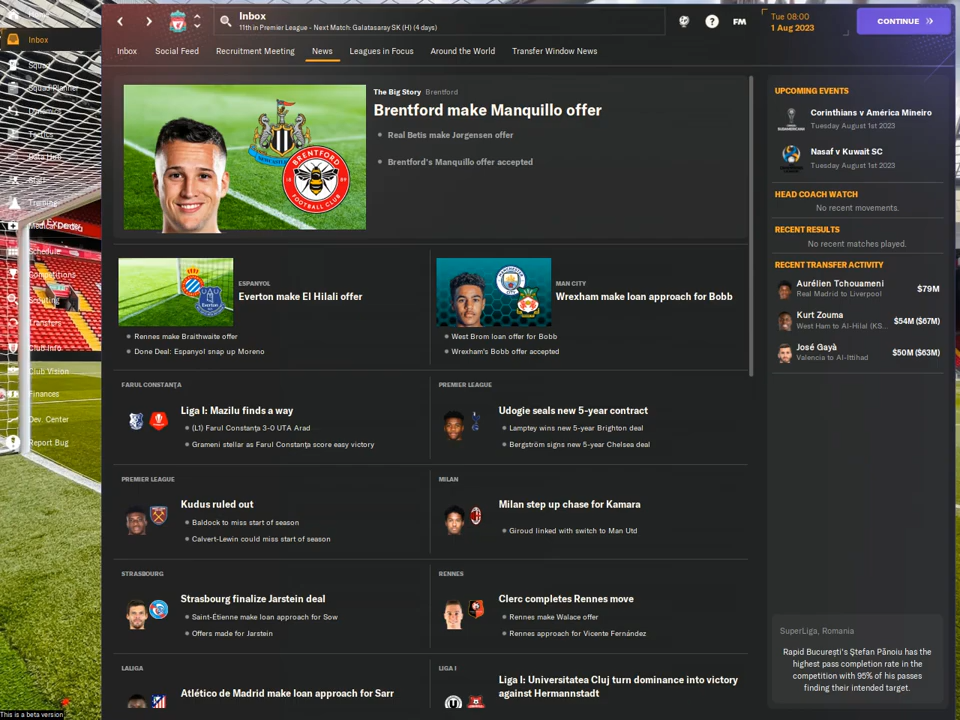 Inbox
11th in Premier League - Next Match: Galatasaray SK (H) (4 days)
?
FM
Tue 08:00
1 Aug 2023
CONTINUE
Inbox
Squad
Squad Planner
Dynamics
Tactics
Data Hub
Training
Medical
Schedule
Competitions
Scouting
Transfers
Club Info
Club Vision
Finances
Dev. Center
Report Bug
This is a beta version
Inbox
Social Feed
Recruitment Meeting
News
Leagues in Focus
Around the World
Transfer Window News
The Big Story Brentford
Brentford make Manquillo offer
Real Betis make Jorgensen offer
Brentford's Manquillo offer accepted
BRENTFORD
FOOTBALL CLUB
ESPANYOL
Everton make El Hilali offer
Rennes make Braithwaite offer
Done Deal: Espanyol snap up Moreno
MAN CITY
Wrexham make loan approach for Bobb
West Brom loan offer for Bobb
Wrexham's Bobb offer accepted
FARUL CONSTANȚA
Liga I: Mazilu finds a way
(L1) Farul Constanța 3-0 UTA Arad
Grameni stellar as Farul Constanța score easy victory
PREMIER LEAGUE
Udogie seals new 5-year contract
Lamptey wins new 5-year Brighton deal
Bergström signs new 5-year Chelsea deal
PREMIER LEAGUE
Kudus ruled out
Baldock to miss start of season
Calvert-Lewin could miss start of season
MILAN
Milan step up chase for Kamara
Giroud linked with switch to Man Utd
STRASBOURG
Strasbourg finalize Jarstein deal
Saint-Étienne make loan approach for Sow
Offers made for Jarstein
RENNES
Clerc completes Rennes move
Rennes make Walace offer
Rennes approach for Vicente Fernández
LALIGA
Atlético de Madrid make loan approach for Sarr
LIGA I
Liga I: Universitatea Cluj turn dominance into victory
against Hermannstadt
UPCOMING EVENTS
Corinthians v América Mineiro
Tuesday August 1st 2023
Nasaf v Kuwait SC
Tuesday August 1st 2023
HEAD COACH WATCH
No recent movements.
RECENT RESULTS
No recent matches played.
RECENT TRANSFER ACTIVITY
Aurélien Tchouameni
Real Madrid to Liverpool
$79M
Kurt Zouma
West Ham to Al-Hilal (KS...
$54M ($67M)
José Gayà
Valencia to Al-Ittihad
$50M ($63M)
SuperLiga, Romania
Rapid București's Ștefan Pănoiu has the
highest pass completion rate in the
competition with 95% of his passes
finding their intended target.